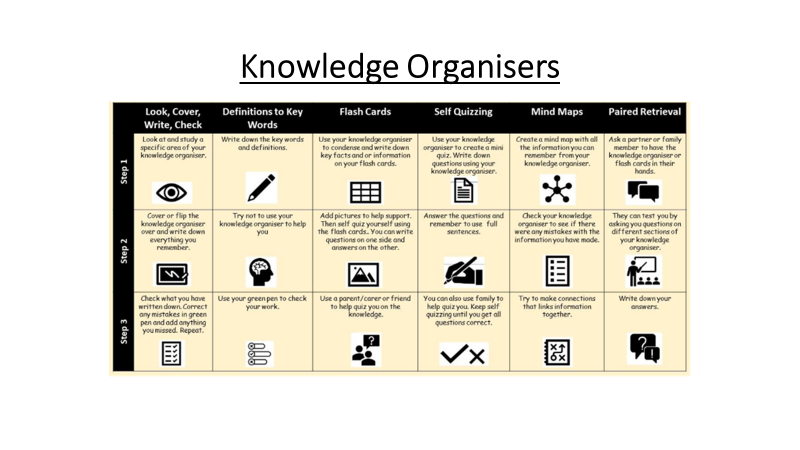 Knowledge Organisers
Look, Cover,
Write, Check
Definitions to Key
Words
Flash Cards
Self Quizzing
Mind Maps
Paired Retrieval
Step 1
Look at and study a
specific area of your
knowledge organiser.
Write down the key words
and definitions.
Use your knowledge organiser
to condense and write down
key facts and or information
on your flash cards.
Use your knowledge
organiser to create a mini
quiz. Write down
questions using your
knowledge organiser.
Create a mind map with all
the information you can
remember from your
knowledge organiser.
Ask a partner or family
member to have the
knowledge organiser or
flash cards in their
hands.
Step 2
Cover or flip the
knowledge organiser
over and write down
everything you
remember.
Try not to use your
knowledge organiser to help
you
Add pictures to help support.
Then self quiz yourself using
the flash cards. You can write
questions on one side and
answers on the other.
Answer the questions and
remember to use full
sentences.
Check your knowledge
organiser to see if there
were any mistakes with the
information you have made.
They can test you by
asking you questions on
different sections of
your knowledge
organiser.
Step 3
Check what you have
written down. Correct
any mistakes in green
pen and add anything
you missed. Repeat.
Use your green pen to check
your work.
Use a parent/carer or friend
to help quiz you on the
knowledge.
You can also use family to
help quiz you. Keep self
quizzing until you get all
questions correct.
Try to make connections
that links information
together.
Write down your
answers.